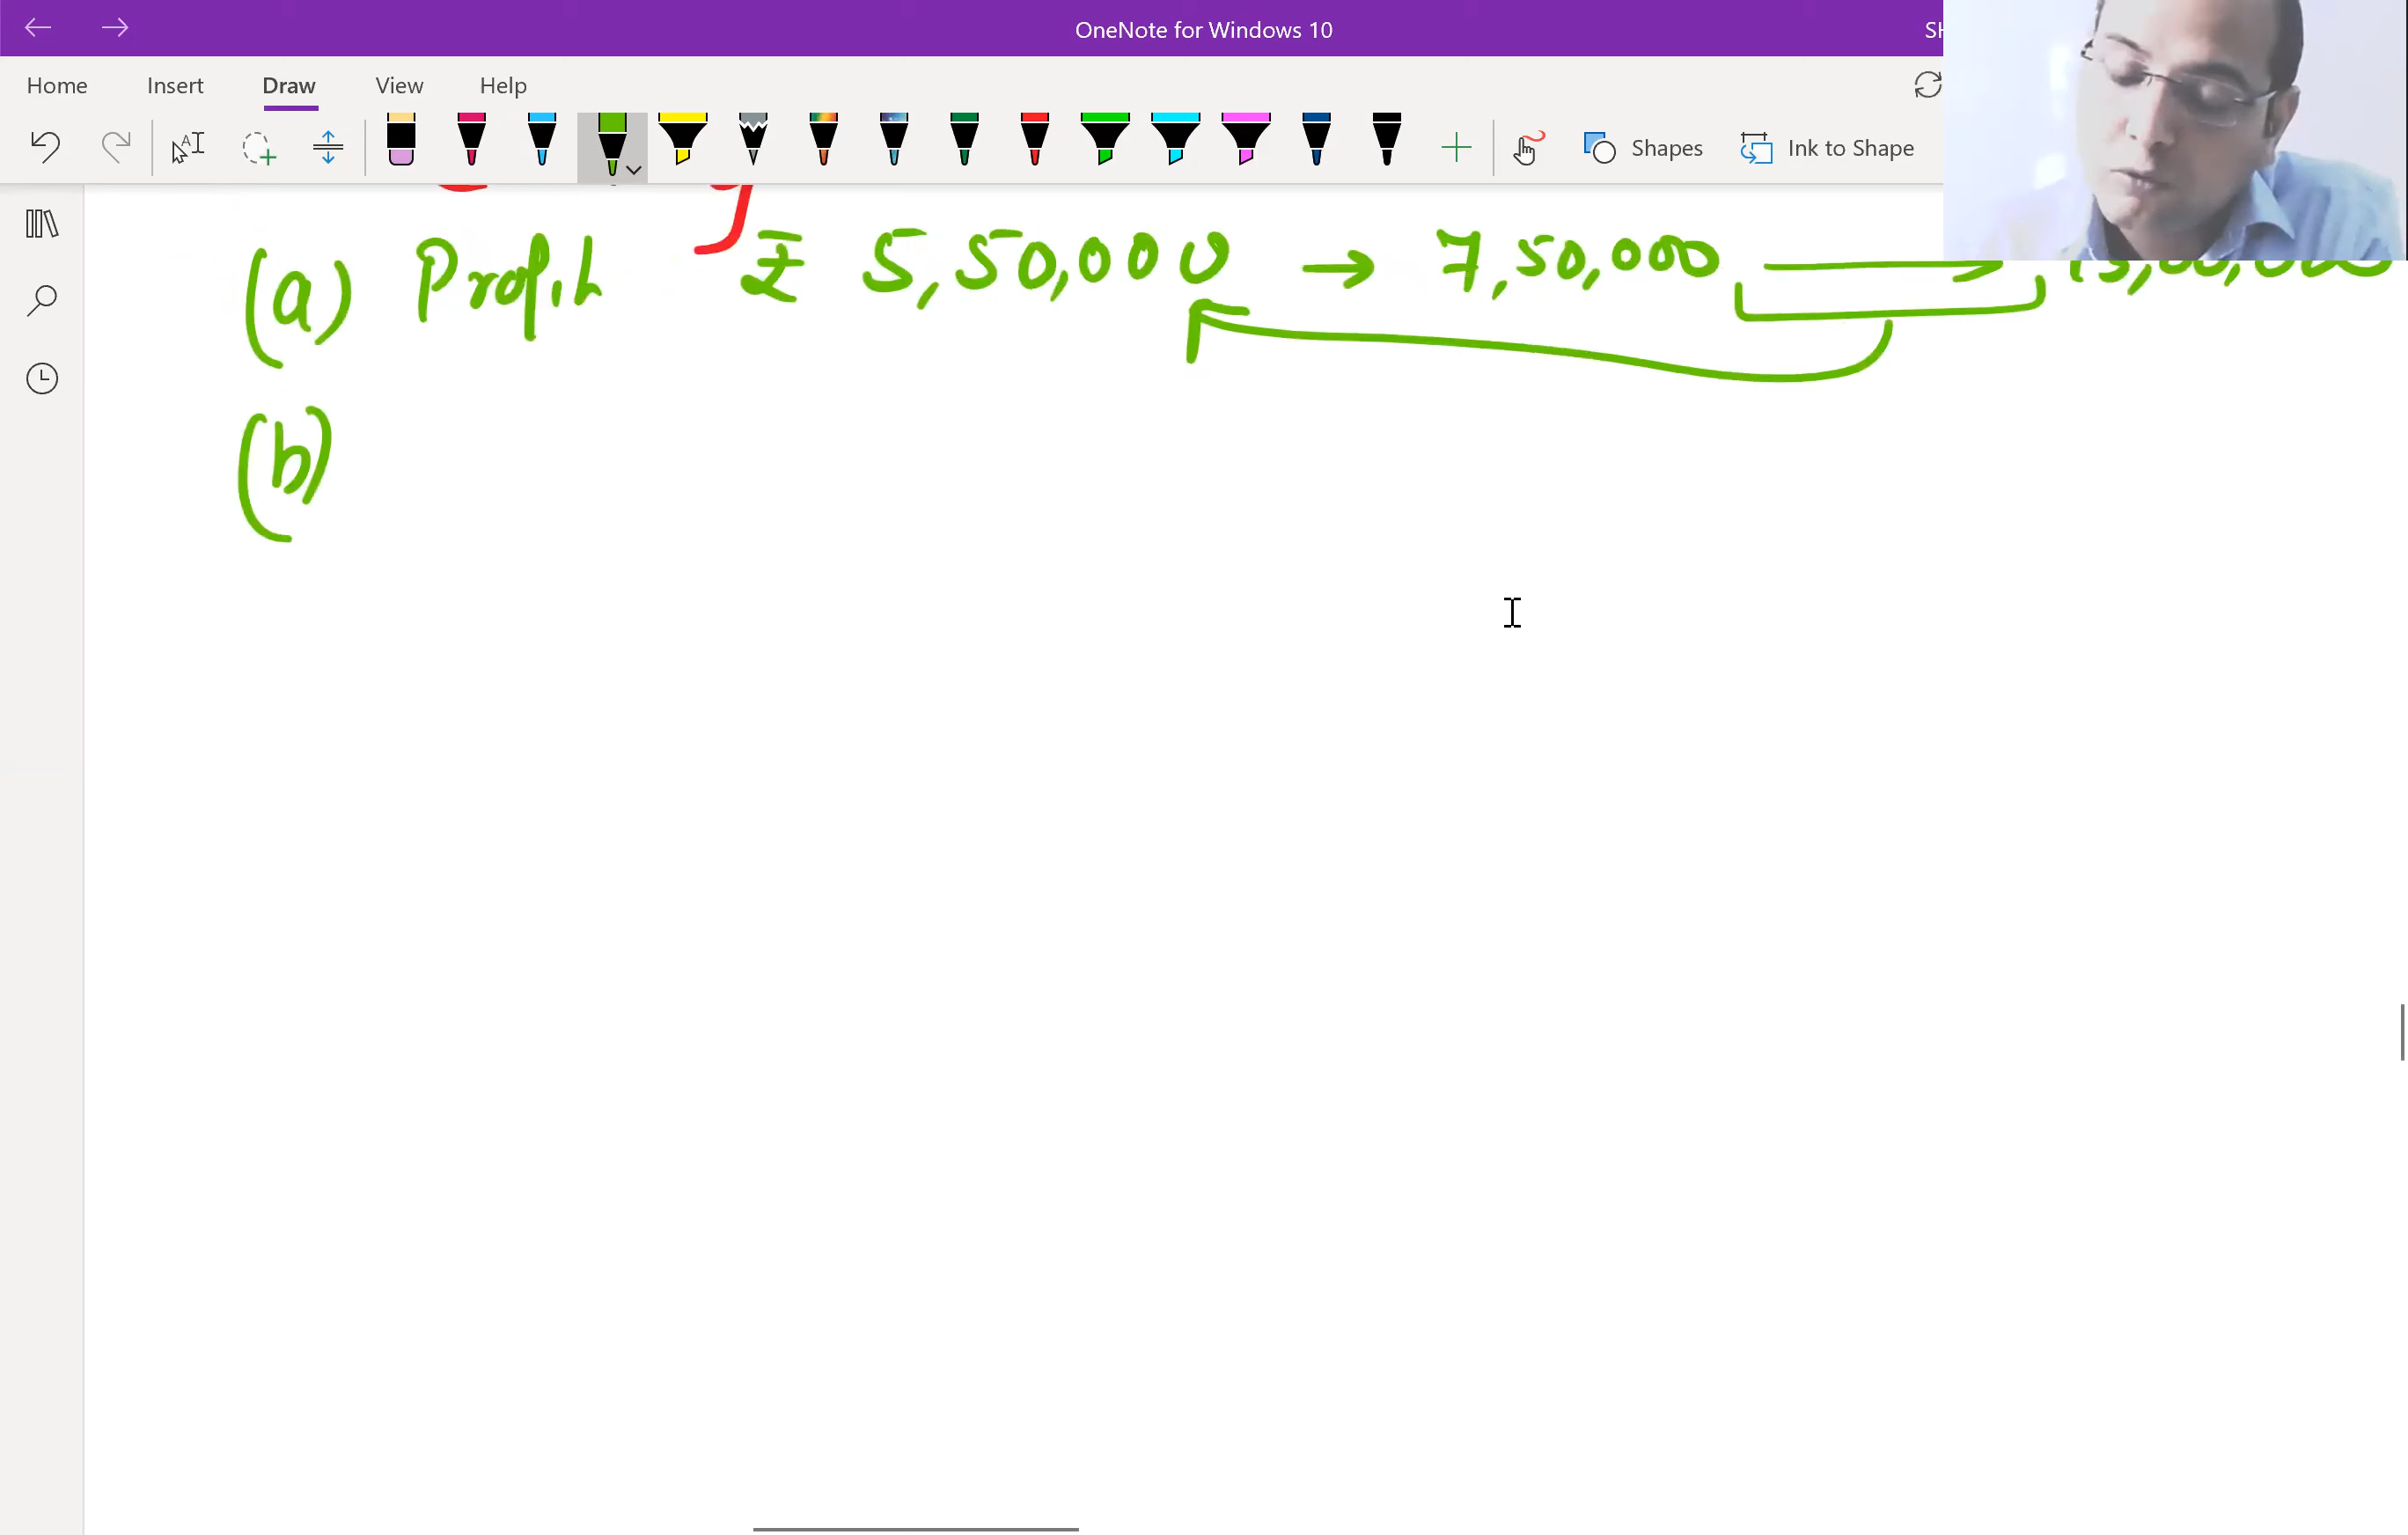 OneNote for Windows 10
Home Insert Draw View Help
Shapes Ink to Shape
(a) Profit ₹ 5,50,000 → 7,50,000 →
(b)